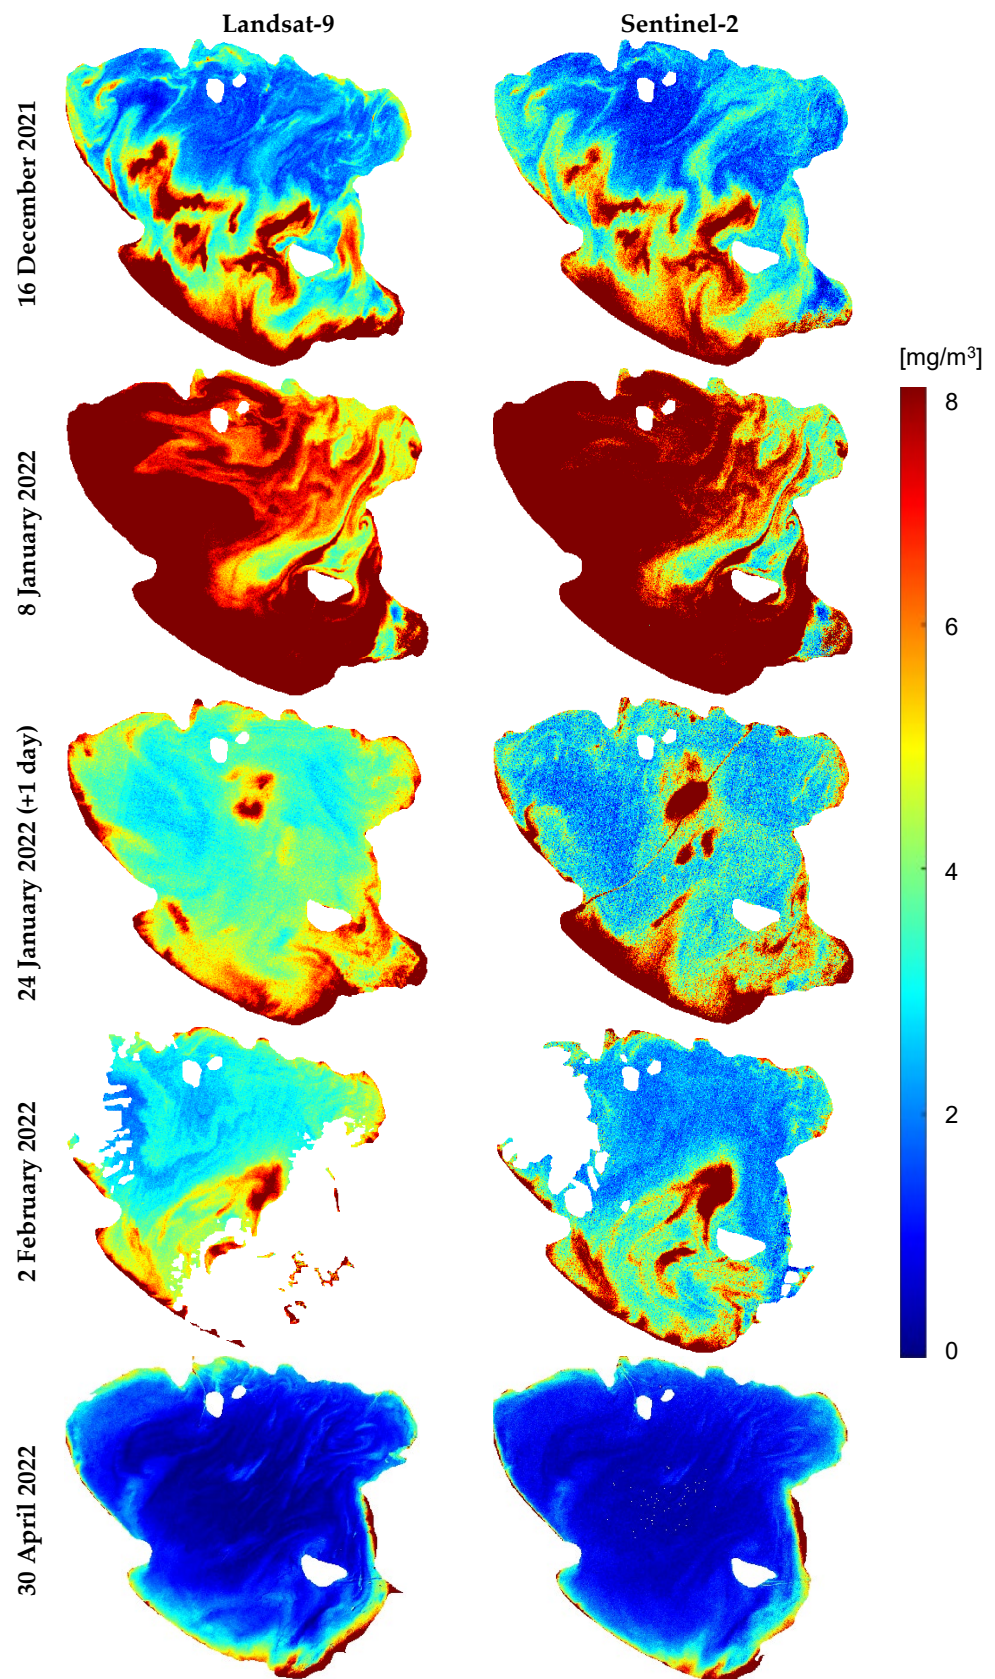 Landsat-9 Sentinel-2
16 December 2021
[mg/m³]
8
8 January 2022
6
24 January 2022 (+1 day)
4
2 February 2022
2
0
30 April 2022